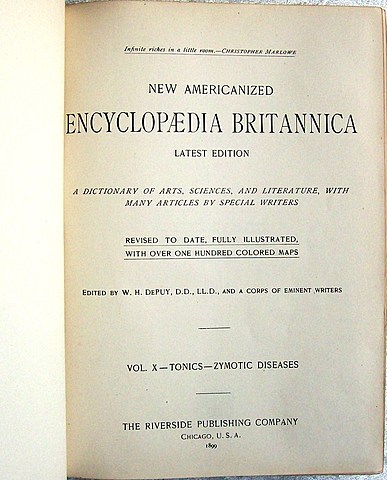 Infinite riches in a little room.—Christopher Marlowe
NEW AMERICANIZED
ENCYCLOPÆDIA BRITANNICA
LATEST EDITION
A DICTIONARY OF ARTS, SCIENCES, AND LITERATURE, WITH
MANY ARTICLES BY SPECIAL WRITERS
REVISED TO DATE, FULLY ILLUSTRATED,
WITH OVER ONE HUNDRED COLORED MAPS
Edited by W. H. DePUY, D.D., LL.D., and a corps of eminent writers
VOL. X—TONICS—ZYMOTIC DISEASES
THE RIVERSIDE PUBLISHING COMPANY
Chicago, U. S. A.
1899